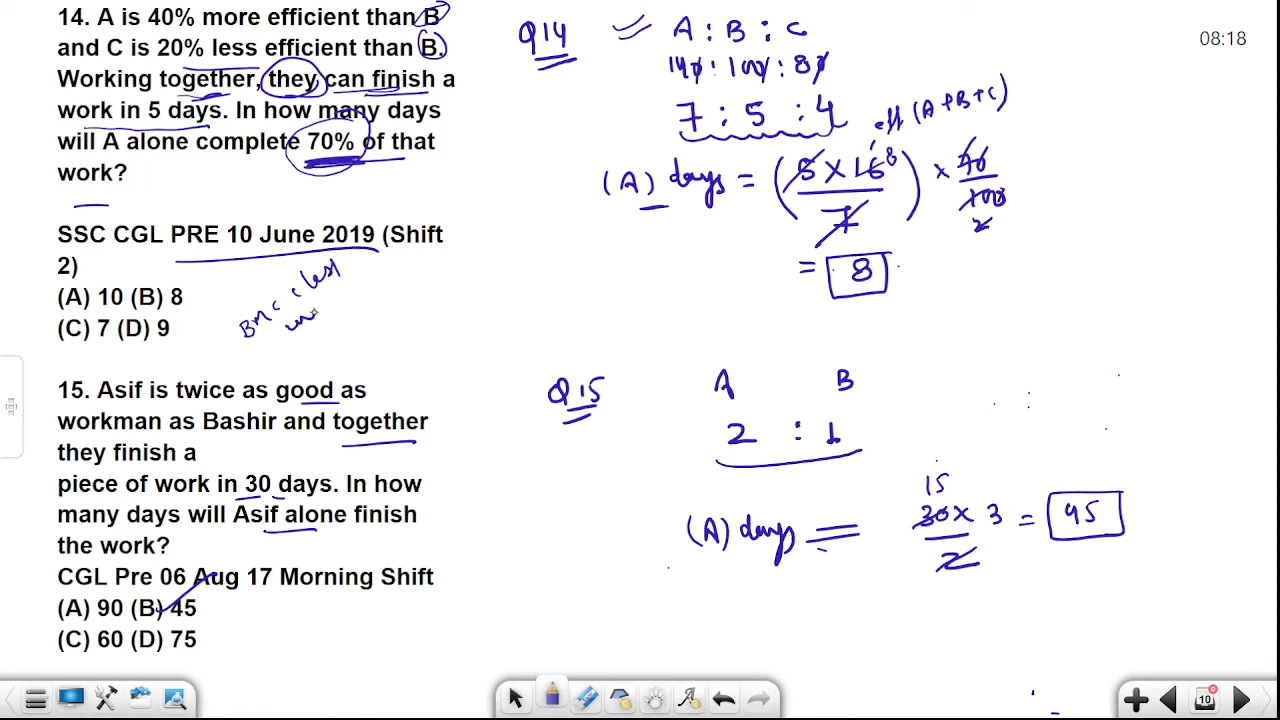 14. A is 40% more efficient than B
and C is 20% less efficient than B.
Working together, they can finish a
work in 5 days. In how many days
will A alone complete 70% of that
work?
SSC CGL PRE 10 June 2019 (Shift
2)
(A) 10 (B) 8
(C) 7 (D) 9
15. Asif is twice as good as
workman as Bashir and together
they finish a
piece of work in 30 days. In how
many days will Asif alone finish
the work?
CGL Pre 06 Aug 17 Morning Shift
(A) 90 (B) 45
(C) 60 (D) 75
08:18
Q14
A : B : C
140 : 100 : 80
7 : 5 : 4
eff (A+B+C)
8
(A) days = (5 × 16 / 7) × 70/100
2
= 8
Q15
A B
2 : 1
15
(A) days = 30 × 3 / 2 = 45
10